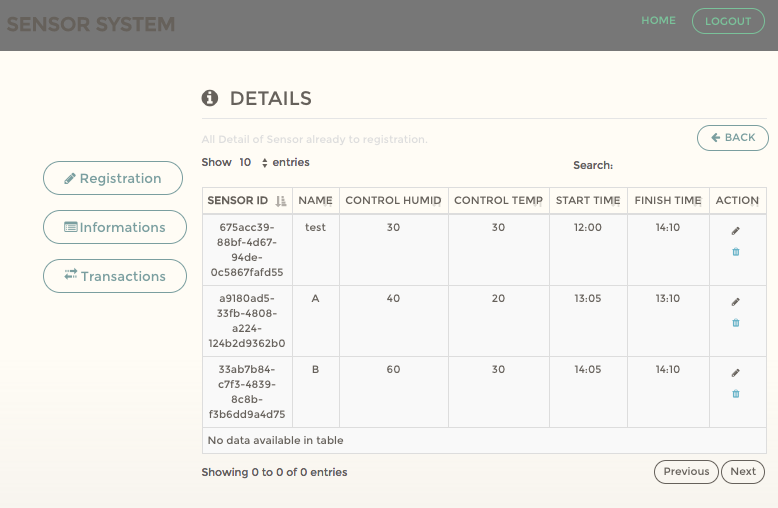 SENSOR SYSTEM
HOME
LOGOUT
DETAILS
All Detail of Sensor already to registration.
BACK
Show 10 entries
Search:
Registration
Informations
Transactions
SENSOR ID NAME CONTROL HUMID CONTROL TEMP START TIME FINISH TIME ACTION
675acc39-
88bf-4d67-
94de-
0c5867fafd55
test 30 30 12:00 14:10
a9180ad5-
33fb-4808-
a224-
124b2d9362b0
A 40 20 13:05 13:10
33ab7b84-
c7f3-4839-
8c8b-
f3b6dd9a4d75
B 60 30 14:05 14:10
No data available in table
Showing 0 to 0 of 0 entries
Previous
Next